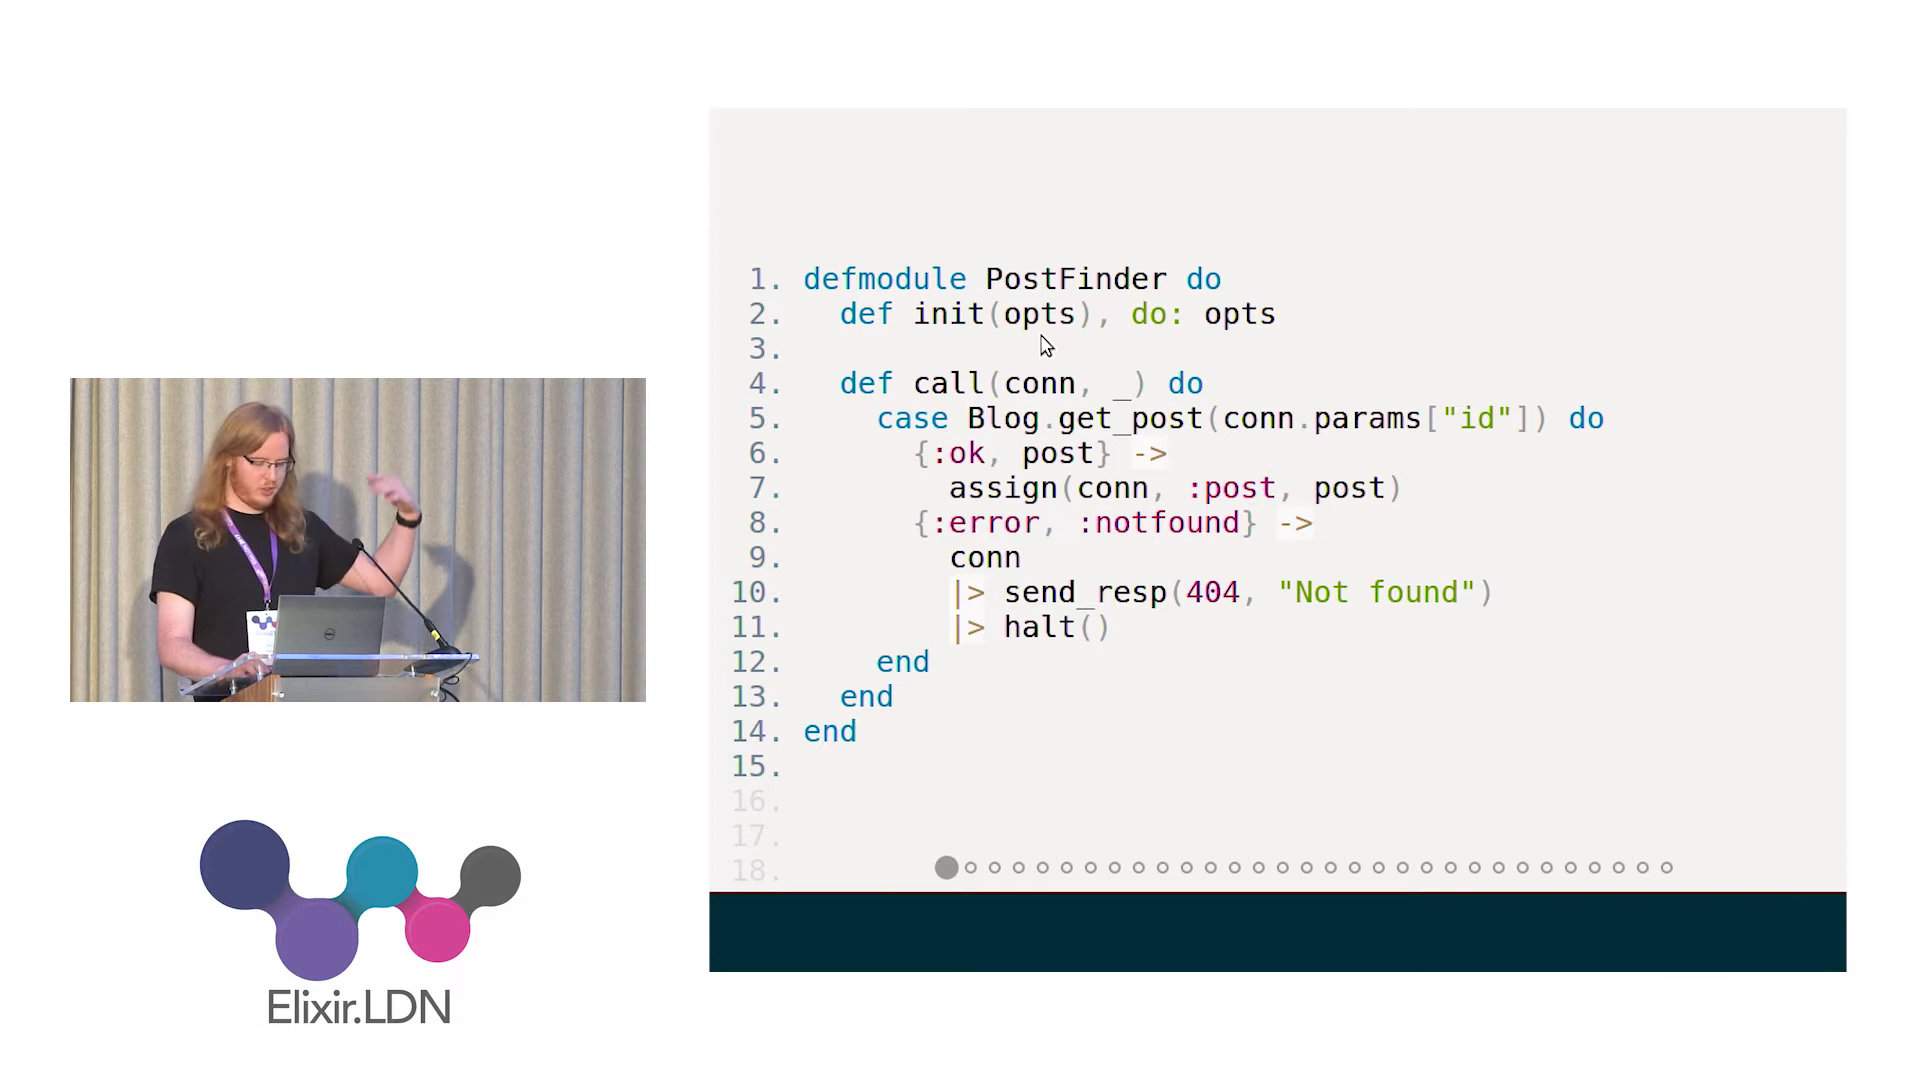 1. defmodule PostFinder do
2.   def init(opts), do: opts
3.
4.   def call(conn, _) do
5.     case Blog.get_post(conn.params["id"]) do
6.       {:ok, post} ->
7.         assign(conn, :post, post)
8.       {:error, :notfound} ->
9.         conn
10.         |> send_resp(404, "Not found")
11.         |> halt()
12.     end
13.   end
14. end
15.
16.
17.
18.
Elixir.LDN